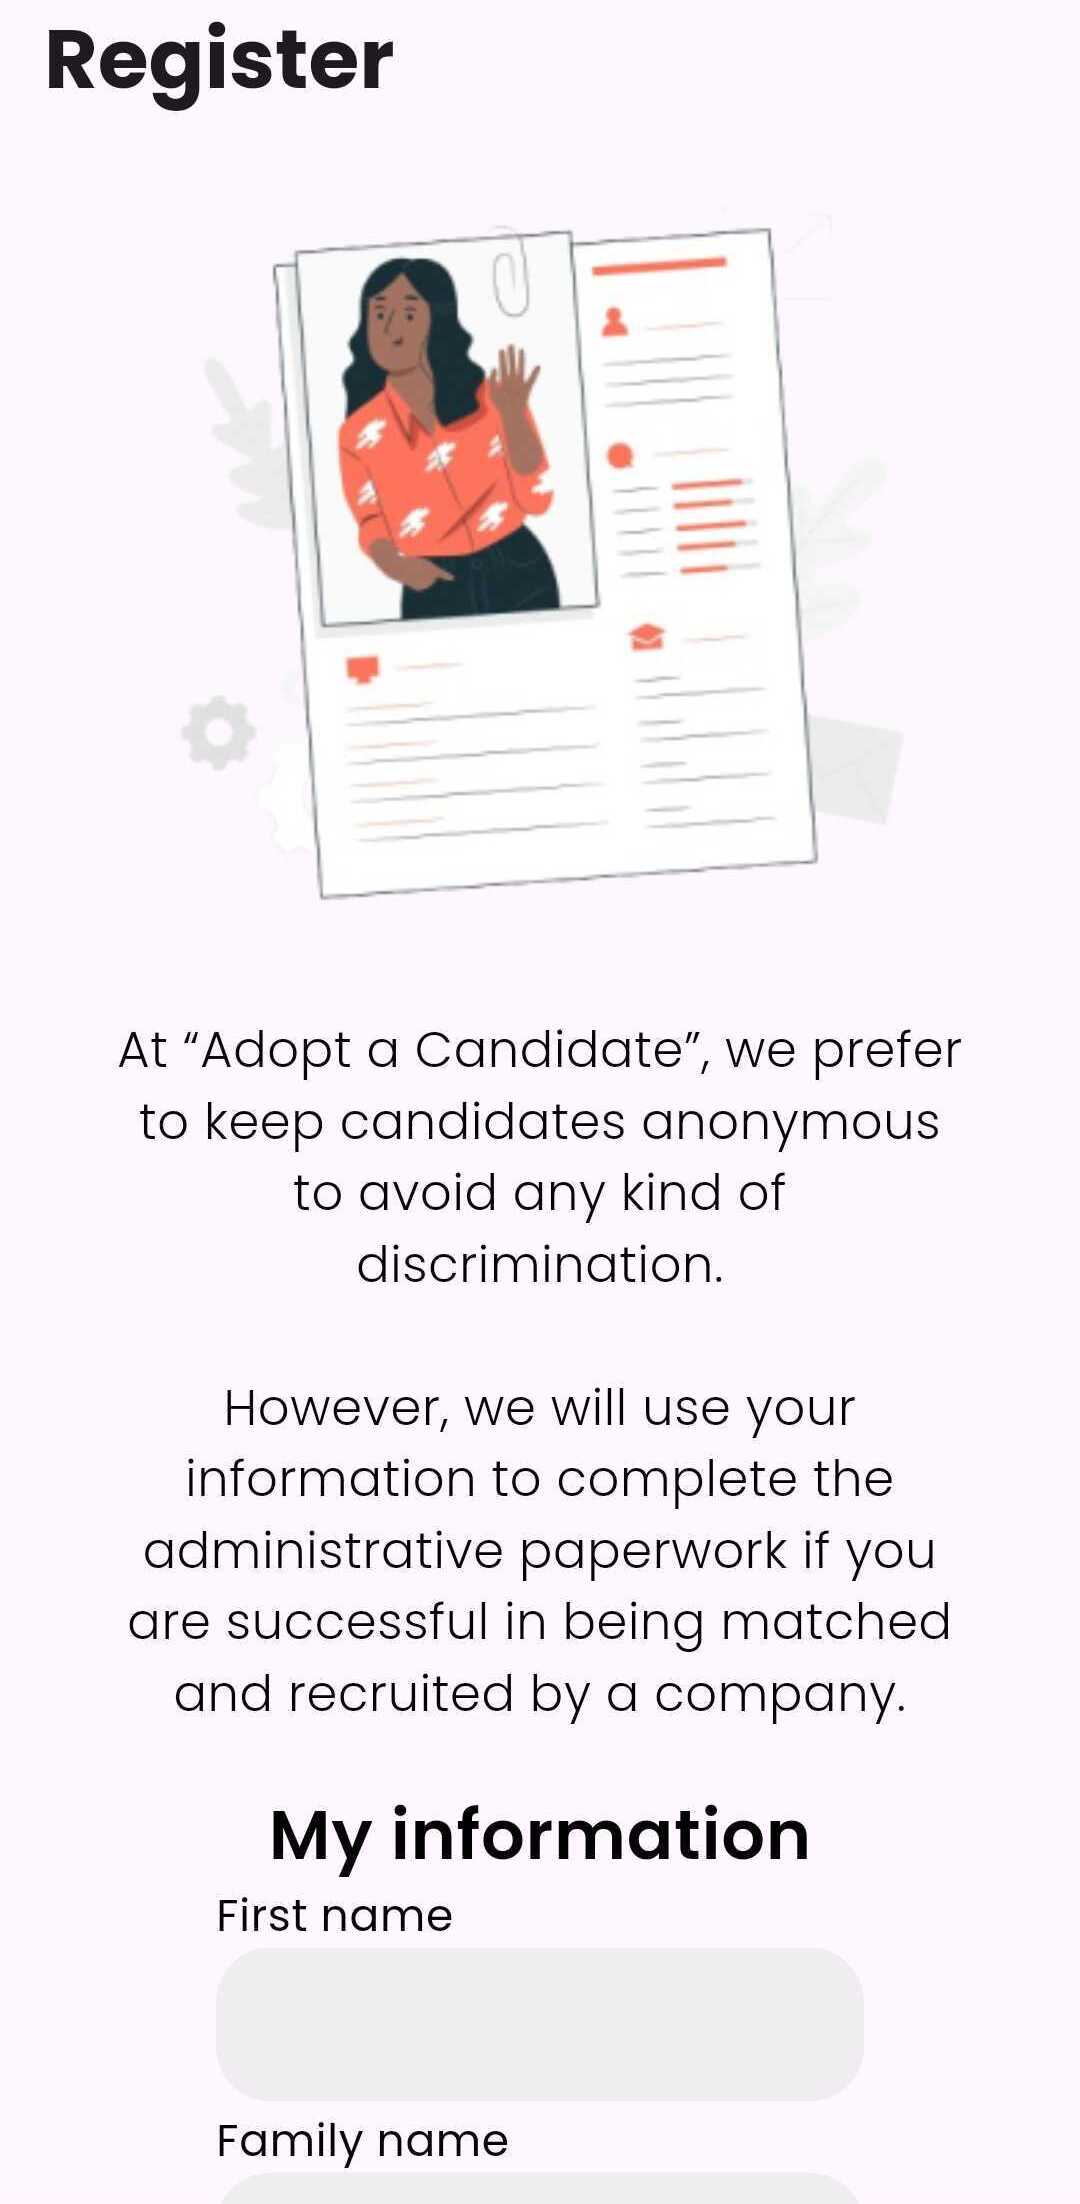 Register
At “Adopt a Candidate”, we prefer
to keep candidates anonymous
to avoid any kind of
discrimination.
However, we will use your
information to complete the
administrative paperwork if you
are successful in being matched
and recruited by a company.
My information
First name
Family name